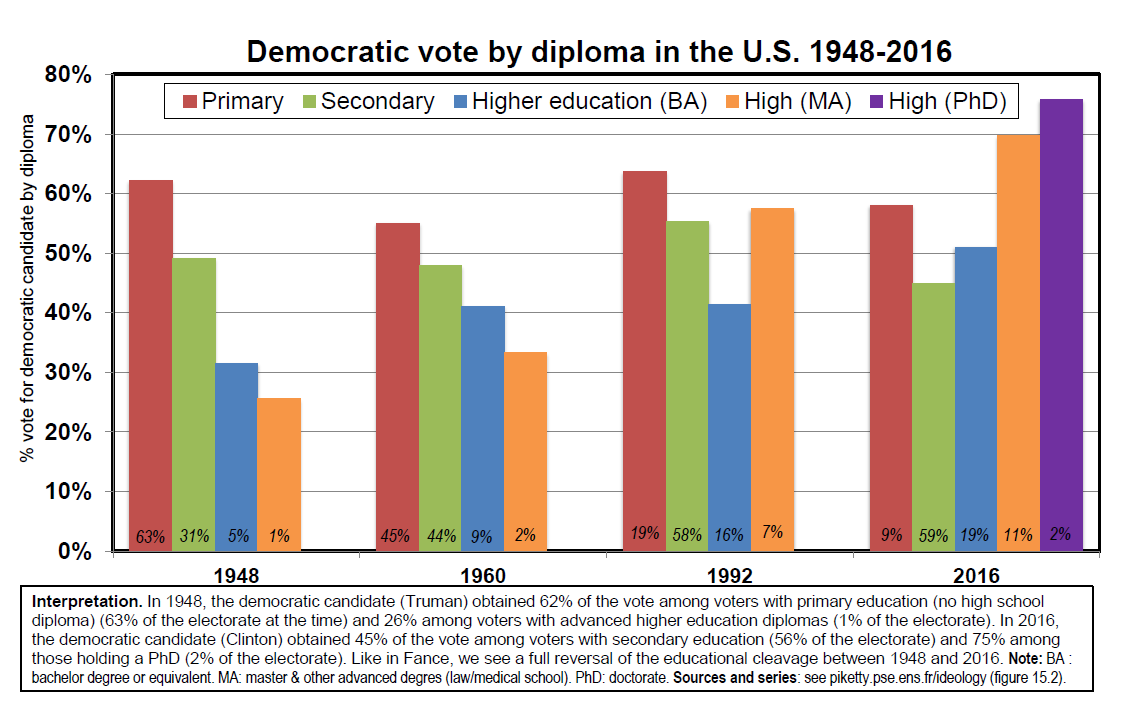 Democratic vote by diploma in the U.S. 1948-2016
% vote for democratic candidate by diploma
80%
70%
60%
50%
40%
30%
20%
10%
0%
Primary Secondary Higher education (BA) High (MA) High (PhD)
63% 31% 5% 1%
45% 44% 9% 2%
19% 58% 16% 7%
9% 59% 19% 11% 2%
1948 1960 1992 2016
Interpretation. In 1948, the democratic candidate (Truman) obtained 62% of the vote among voters with primary education (no high school
diploma) (63% of the electorate at the time) and 26% among voters with advanced higher education diplomas (1% of the electorate). In 2016,
the democratic candidate (Clinton) obtained 45% of the vote among voters with secondary education (56% of the electorate) and 75% among
those holding a PhD (2% of the electorate). Like in Fance, we see a full reversal of the educational cleavage between 1948 and 2016. Note: BA :
bachelor degree or equivalent. MA: master & other advanced degres (law/medical school). PhD: doctorate. Sources and series: see piketty.pse.ens.fr/ideology (figure 15.2).